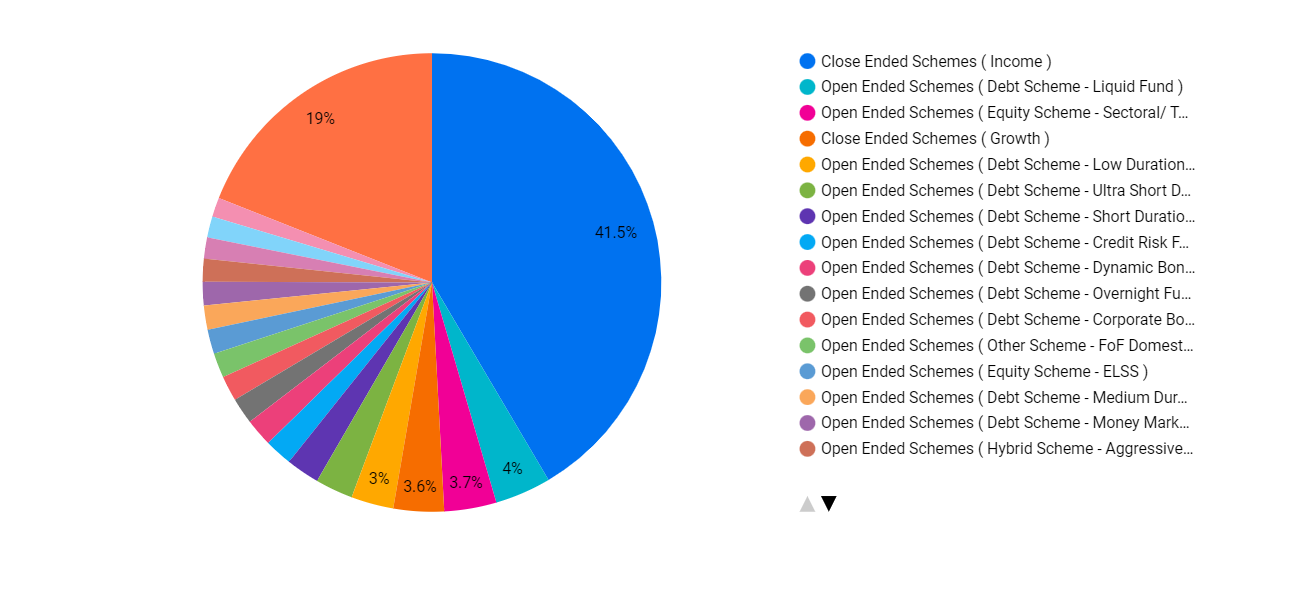 19%
41.5%
4%
3.7%
3.6%
3%
Close Ended Schemes ( Income )
Open Ended Schemes ( Debt Scheme - Liquid Fund )
Open Ended Schemes ( Equity Scheme - Sectoral/ T...
Close Ended Schemes ( Growth )
Open Ended Schemes ( Debt Scheme - Low Duration...
Open Ended Schemes ( Debt Scheme - Ultra Short D...
Open Ended Schemes ( Debt Scheme - Short Duratio...
Open Ended Schemes ( Debt Scheme - Credit Risk F...
Open Ended Schemes ( Debt Scheme - Dynamic Bon...
Open Ended Schemes ( Debt Scheme - Overnight Fu...
Open Ended Schemes ( Debt Scheme - Corporate Bo...
Open Ended Schemes ( Other Scheme - FoF Domest...
Open Ended Schemes ( Equity Scheme - ELSS )
Open Ended Schemes ( Debt Scheme - Medium Dur...
Open Ended Schemes ( Debt Scheme - Money Mark...
Open Ended Schemes ( Hybrid Scheme - Aggressive...